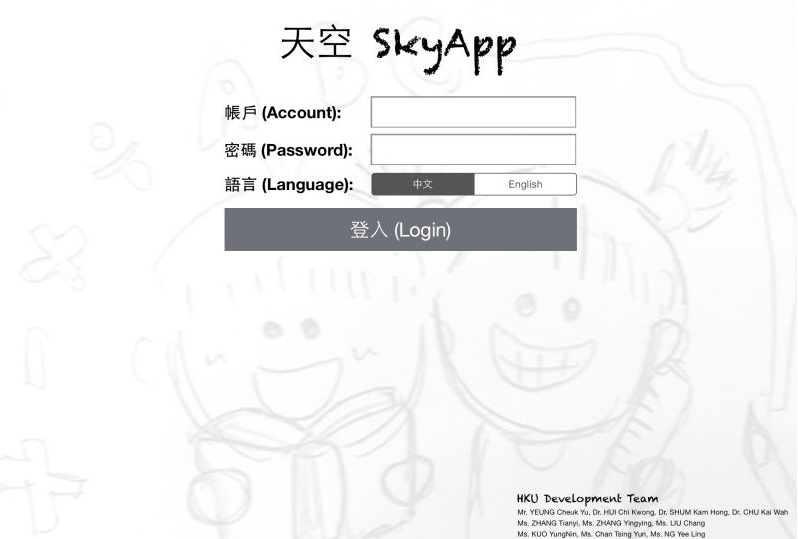 天空 SkyApp
帳戶 (Account):
密碼 (Password):
語言 (Language): 中文 English
登入 (Login)
HKU Development Team
Mr. YEUNG Cheuk Yu, Dr. HUI Chi Kwong, Dr. SHUM Kam Hong, Dr. CHU Kai Wah
Ms. ZHANG Tianyi, Ms. ZHANG Yingying, Ms. LIU Chang
Ms. KUO YungNin, Ms. Chan Tsing Yun, Ms. NG Yee Ling